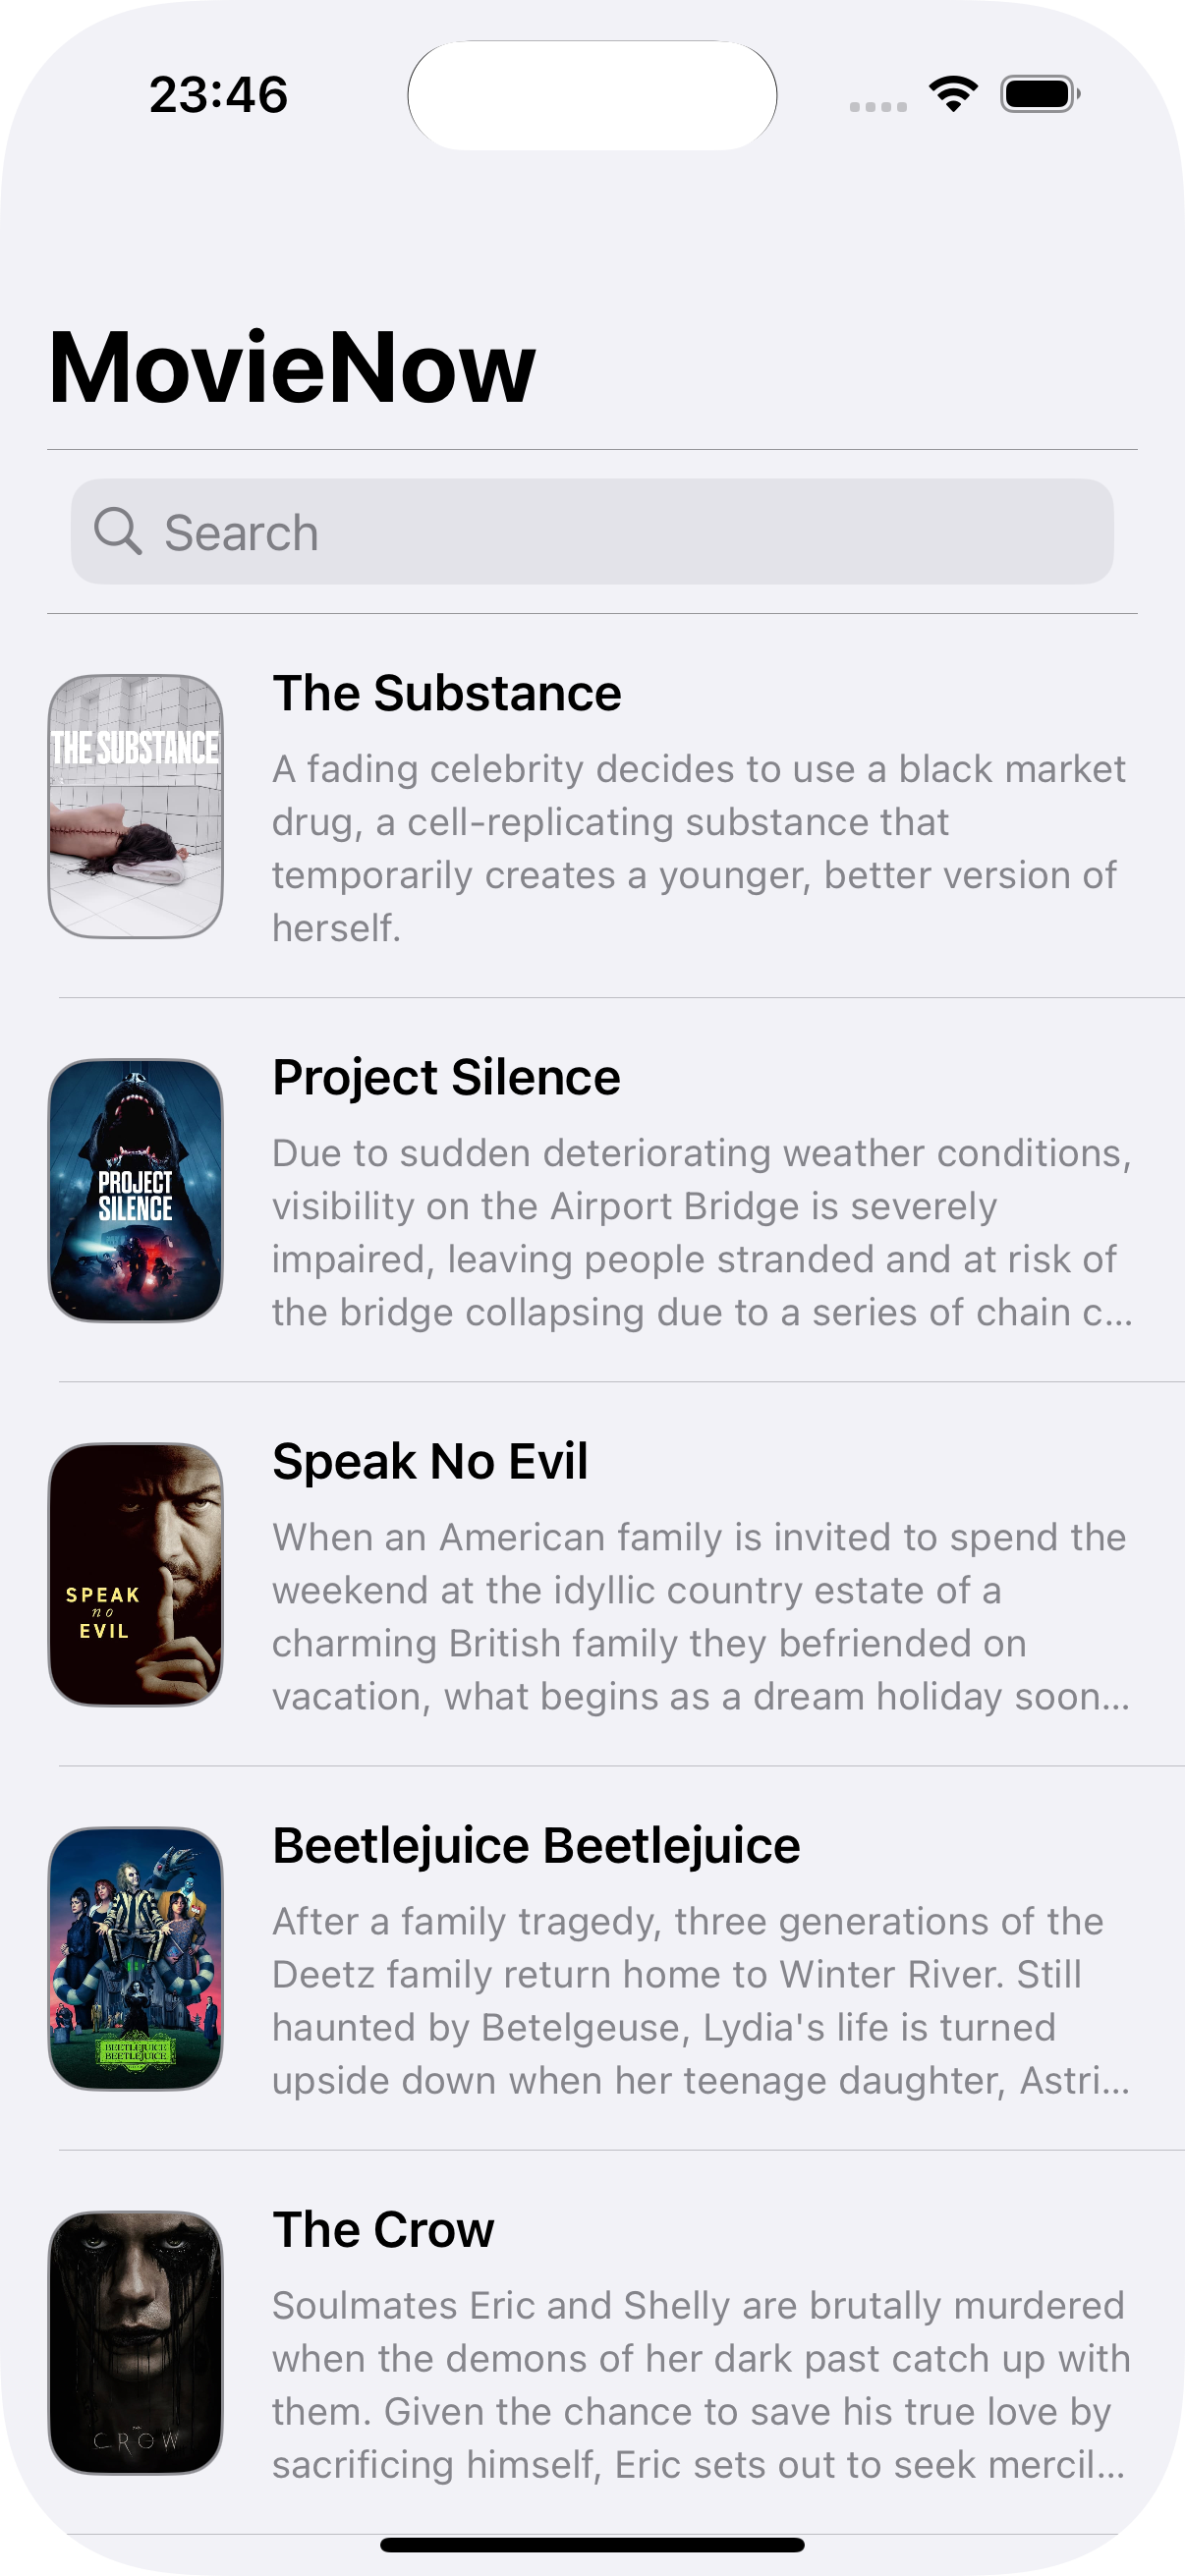 23:46
MovieNow
Search
THE SUBSTANCE
The Substance
A fading celebrity decides to use a black market
drug, a cell-replicating substance that
temporarily creates a younger, better version of
herself.
PROJECT
SILENCE
Project Silence
Due to sudden deteriorating weather conditions,
visibility on the Airport Bridge is severely
impaired, leaving people stranded and at risk of
the bridge collapsing due to a series of chain c...
SPEAK
no
EVIL
Speak No Evil
When an American family is invited to spend the
weekend at the idyllic country estate of a
charming British family they befriended on
vacation, what begins as a dream holiday soon...
BEETLEJUICE
BEETLEJUICE
Beetlejuice Beetlejuice
After a family tragedy, three generations of the
Deetz family return home to Winter River. Still
haunted by Betelgeuse, Lydia's life is turned
upside down when her teenage daughter, Astri...
CROW
The Crow
Soulmates Eric and Shelly are brutally murdered
when the demons of her dark past catch up with
them. Given the chance to save his true love by
sacrificing himself, Eric sets out to seek mercil...